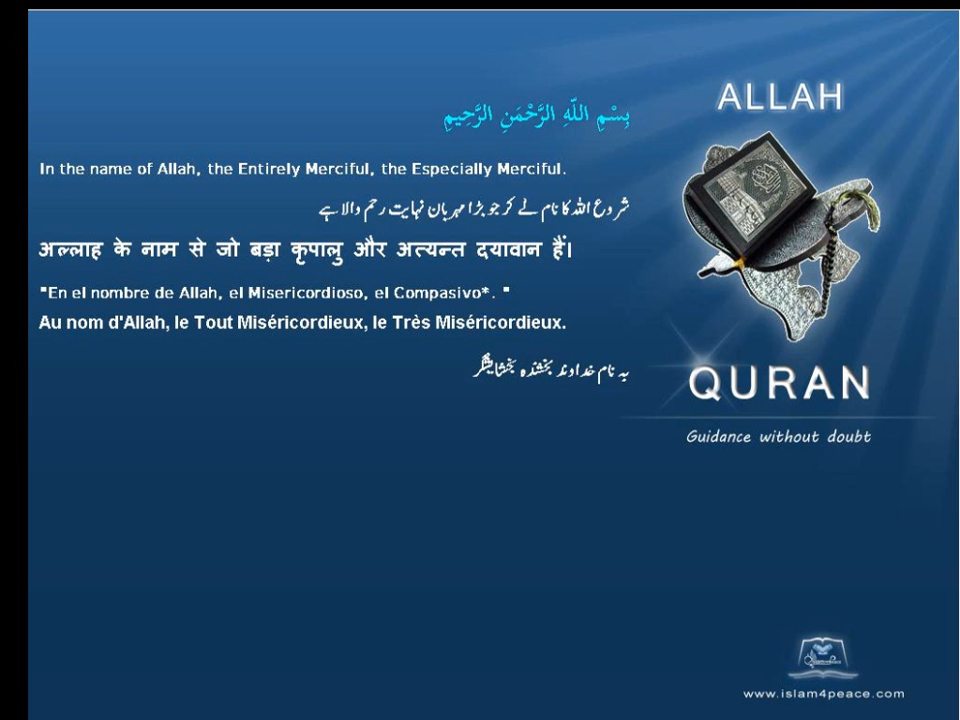 بِسْمِ اللّهِ الرَّحْمَنِ الرَّحِيمِ
In the name of Allah, the Entirely Merciful, the Especially Merciful.
شروع اللہ کا نام لے کر جو بڑا مہربان نہایت رحم والا ہے
अल्लाह के नाम से जो बड़ा कृपालु और अत्यन्त दयावान हैं।
"En el nombre de Allah, el Misericordioso, el Compasivo*. "
Au nom d'Allah, le Tout Miséricordieux, le Très Miséricordieux.
به نام خداوند بخشنده بخشایشگر
ALLAH
QURAN
Guidance without doubt
www.islam4peace.com